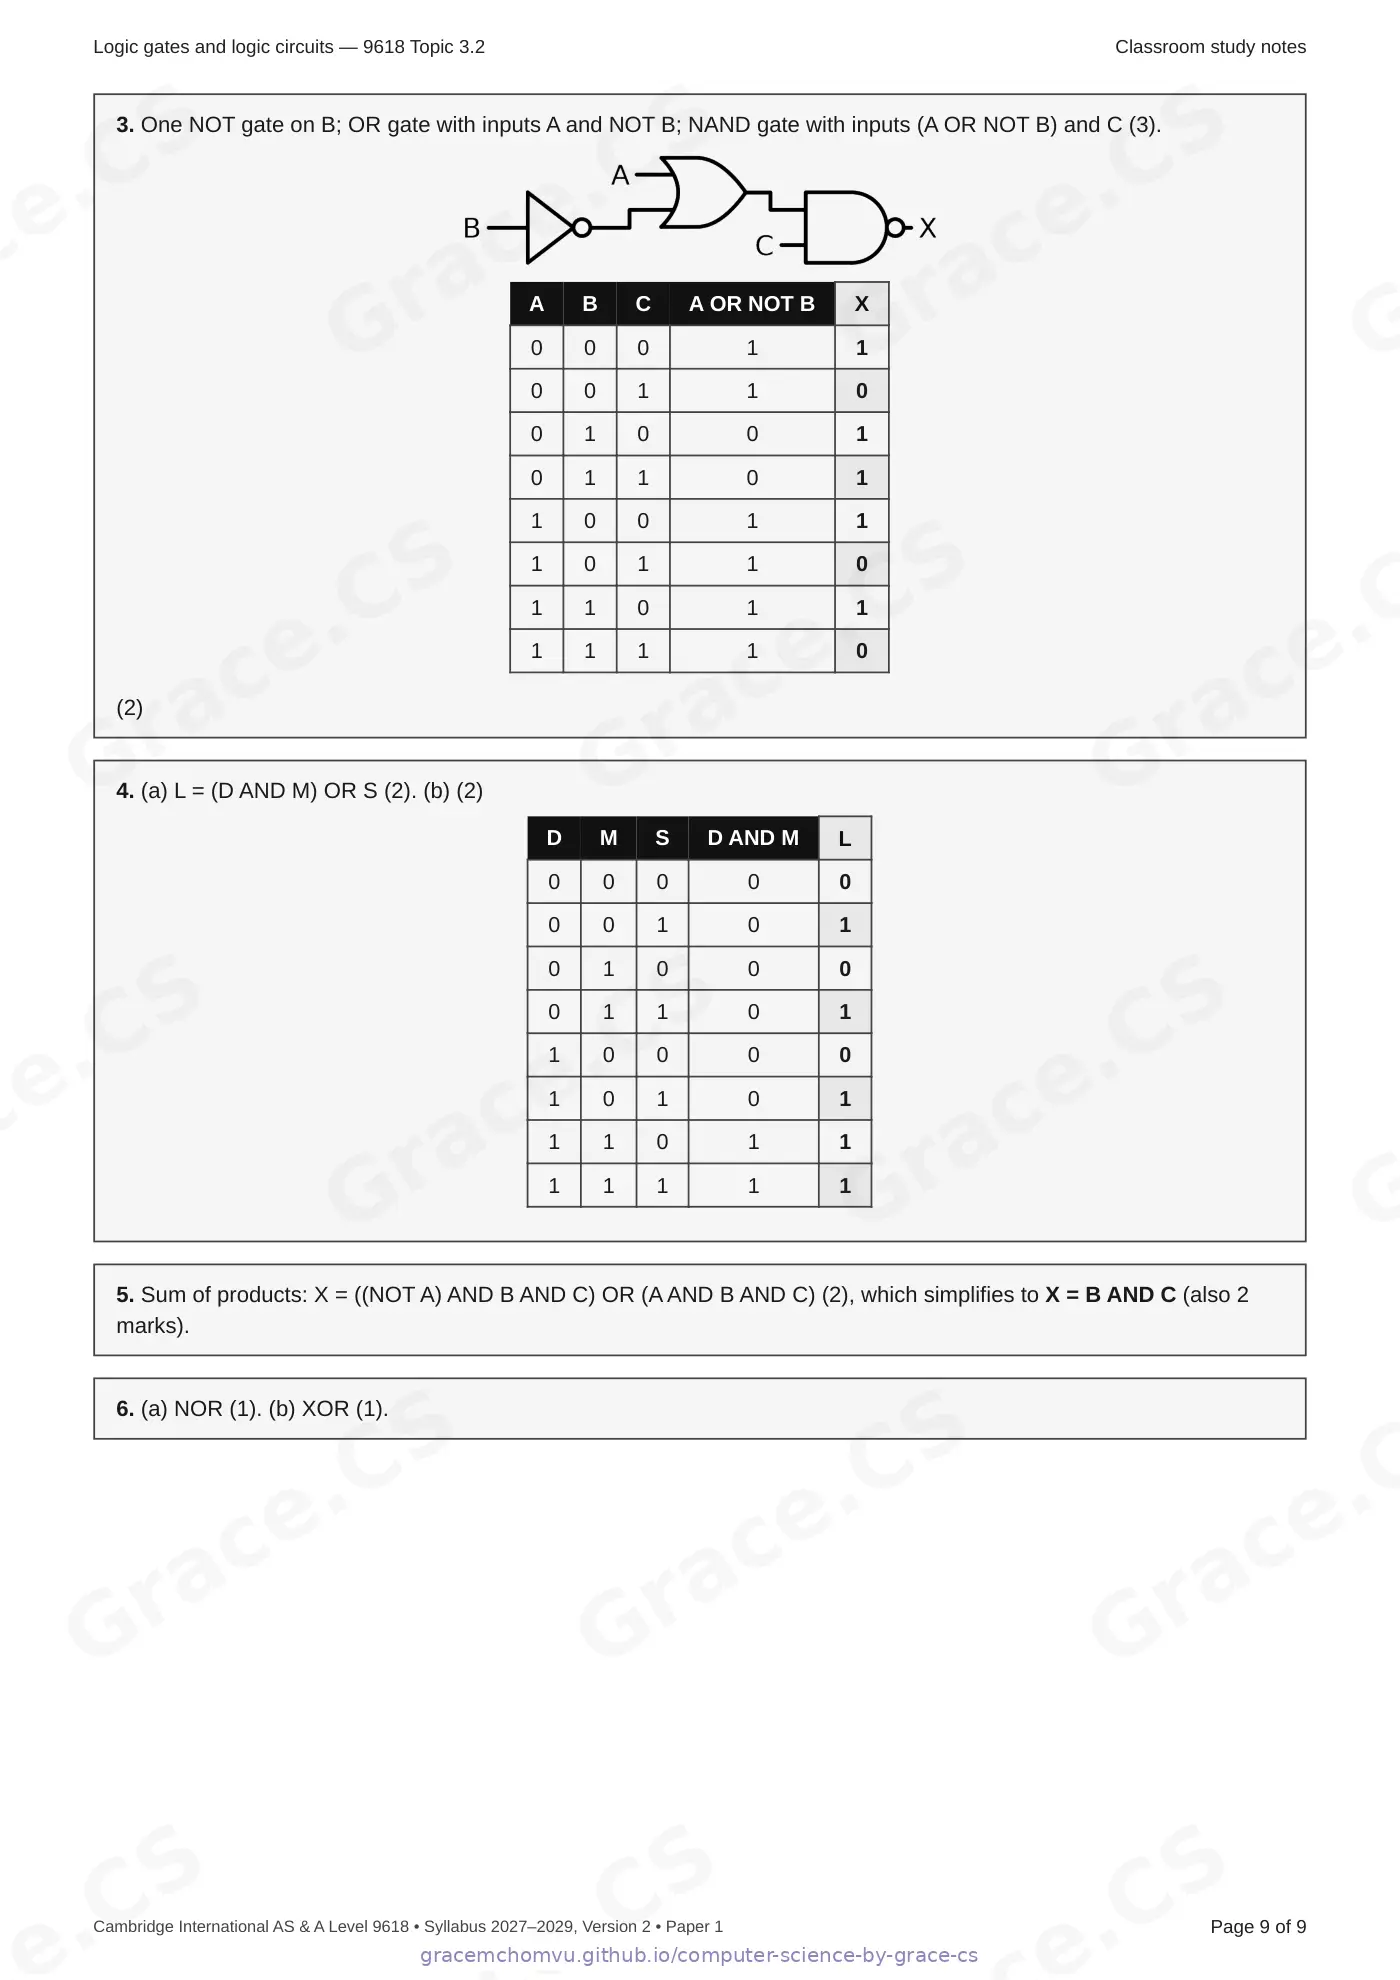 Logic gates and logic circuits — 9618 Topic 3.2
Classroom study notes
3. One NOT gate on B; OR gate with inputs A and NOT B; NAND gate with inputs (A OR NOT B) and C (3).
A
B
C
X
A B C A OR NOT B X
0 0 0 1 1
0 0 1 1 0
0 1 0 0 1
0 1 1 0 1
1 0 0 1 1
1 0 1 1 0
1 1 0 1 1
1 1 1 1 0
(2)
4. (a) L = (D AND M) OR S (2). (b) (2)
D M S D AND M L
0 0 0 0 0
0 0 1 0 1
0 1 0 0 0
0 1 1 0 1
1 0 0 0 0
1 0 1 0 1
1 1 0 1 1
1 1 1 1 1
5. Sum of products: X = ((NOT A) AND B AND C) OR (A AND B AND C) (2), which simplifies to X = B AND C (also 2
marks).
6. (a) NOR (1). (b) XOR (1).
Cambridge International AS & A Level 9618 • Syllabus 2027–2029, Version 2 • Paper 1
Page 9 of 9
gracemchomvu.github.io/computer-science-by-grace-cs
Grace.CS